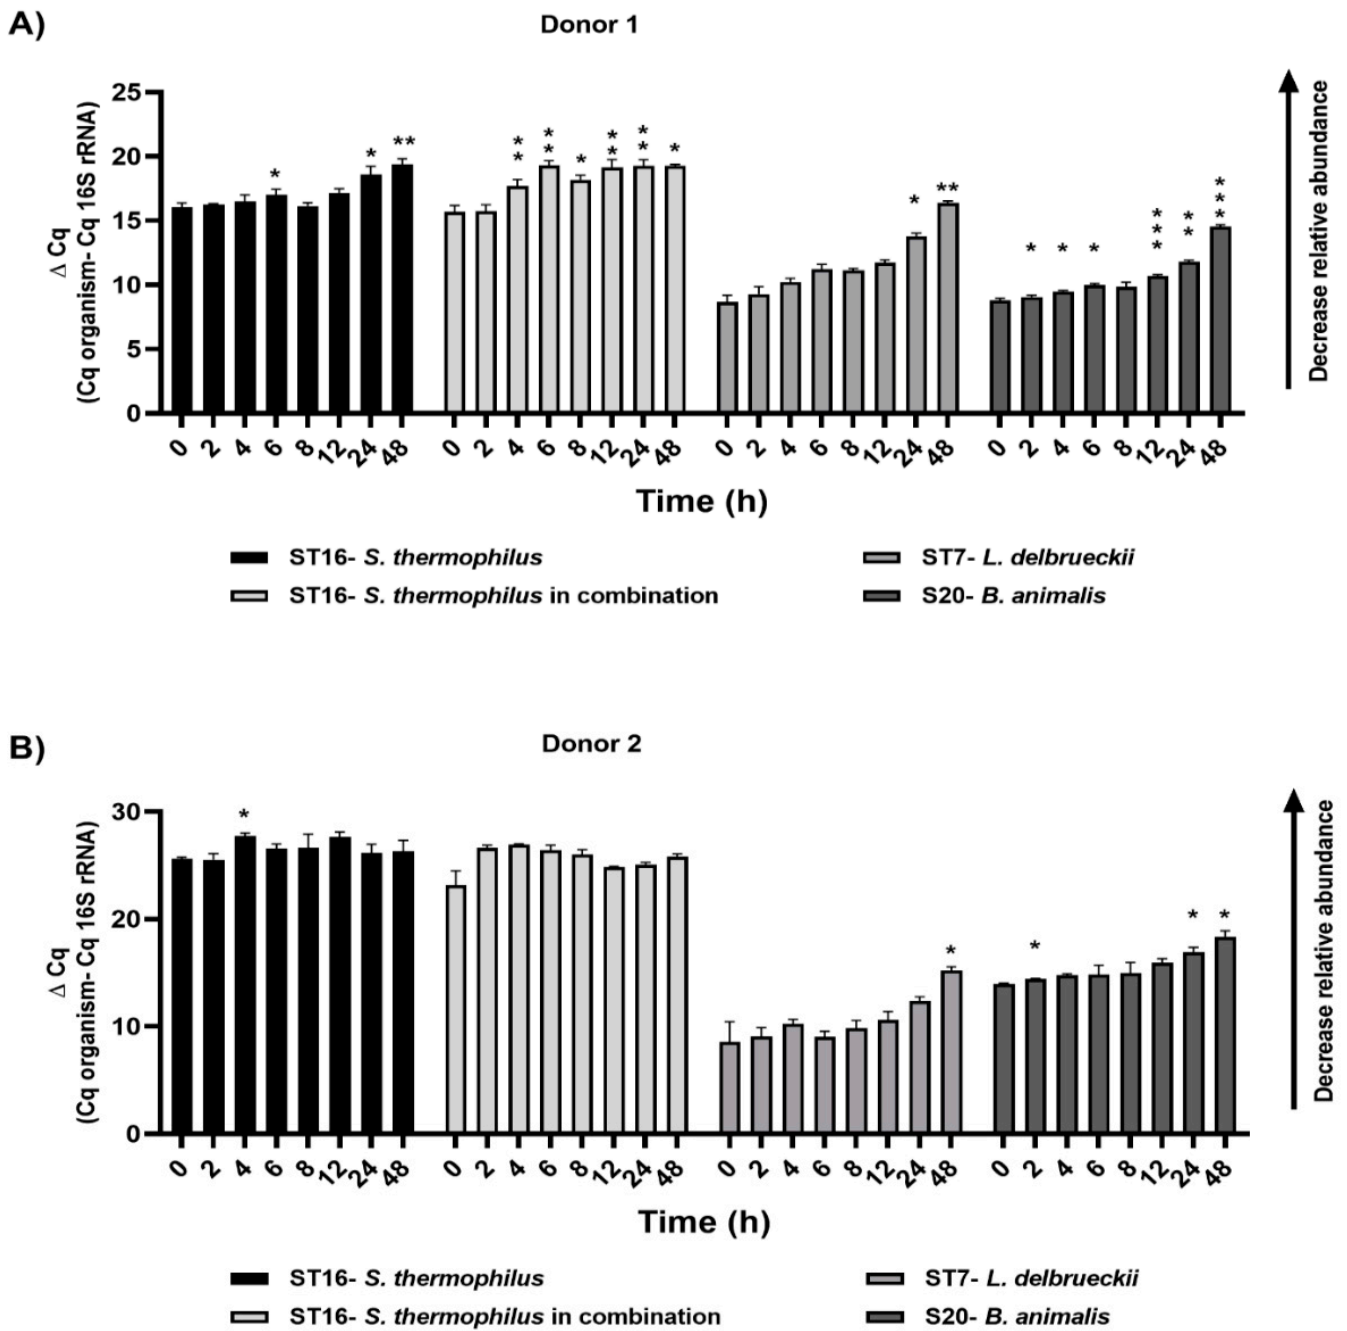 A)
Donor 1
25
20
15
10
5
0
Δ Cq
(Cq organism- Cq 16S rRNA)
* * **
* * * * * * * * * *
* **
* * * * * * * * * * *
Decrease relative abundance
0 2 4 6 8 12 24 48 0 2 4 6 8 12 24 48 0 2 4 6 8 12 24 48 0 2 4 6 8 12 24 48
Time (h)
ST16- S. thermophilus
ST16- S. thermophilus in combination
ST7- L. delbrueckii
S20- B. animalis
B)
Donor 2
30
20
10
0
Δ Cq
(Cq organism- Cq 16S rRNA)
*
*
* * *
Decrease relative abundance
0 2 4 6 8 12 24 48 0 2 4 6 8 12 24 48 0 2 4 6 8 12 24 48 0 2 4 6 8 12 24 48
Time (h)
ST16- S. thermophilus
ST16- S. thermophilus in combination
ST7- L. delbrueckii
S20- B. animalis